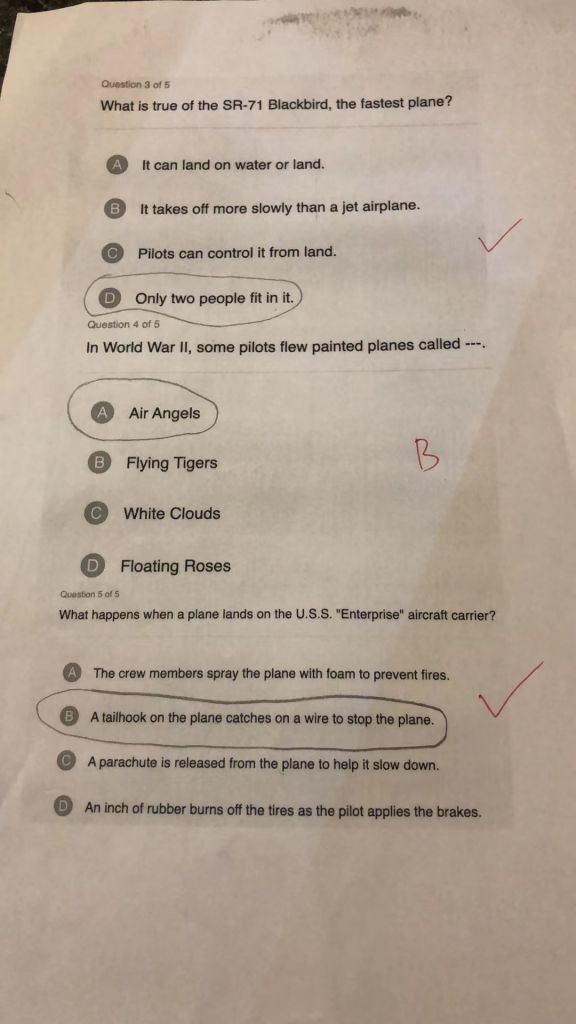 Question 3 of 5
What is true of the SR-71 Blackbird, the fastest plane?
A It can land on water or land.
B It takes off more slowly than a jet airplane.
C Pilots can control it from land.
D Only two people fit in it.
Question 4 of 5
In World War II, some pilots flew painted planes called ---.
A Air Angels
B Flying Tigers
B
C White Clouds
D Floating Roses
Question 5 of 5
What happens when a plane lands on the U.S.S. "Enterprise" aircraft carrier?
A The crew members spray the plane with foam to prevent fires.
B A tailhook on the plane catches on a wire to stop the plane.
C A parachute is released from the plane to help it slow down.
D An inch of rubber burns off the tires as the pilot applies the brakes.